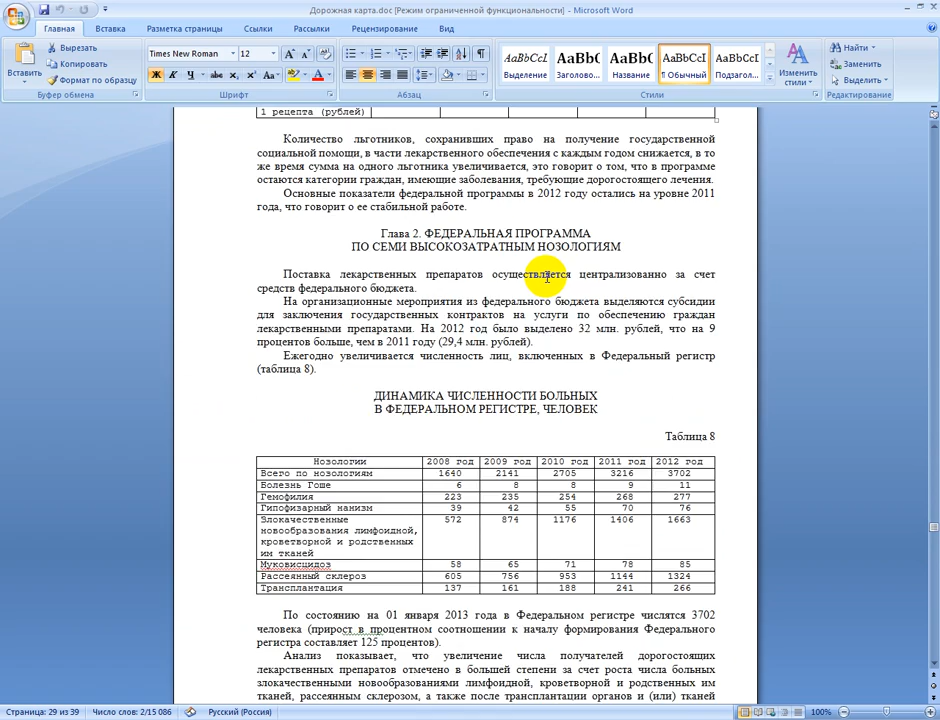 Дорожная карта.doc [Режим ограниченной функциональности] - Microsoft Word
Главная Вставка Разметка страницы Ссылки Рассылки Рецензирование Вид
Вставить
Вырезать
Копировать
Формат по образцу
Буфер обмена
Times New Roman 12
Ж К Ч abc x₂ x² Aa
Шрифт
Абзац
AaBbCcI AaBbC AaBbC AaBbCcI AaBbCc
Выделение Заголово... Название ¶ Обычный Подзагол...
Изменить стили
Стили
Найти
Заменить
Выделить
Редактирование
1 рецепта (рублей)
Количество льготников, сохранивших право на получение государственной
социальной помощи, в части лекарственного обеспечения с каждым годом снижается, в то
же время сумма на одного льготника увеличивается, это говорит о том, что в программе
остаются категории граждан, имеющие заболевания, требующие дорогостоящего лечения.
Основные показатели федеральной программы в 2012 году остались на уровне 2011
года, что говорит о ее стабильной работе.
Глава 2. ФЕДЕРАЛЬНАЯ ПРОГРАММА
ПО СЕМИ ВЫСОКОЗАТРАТНЫМ НОЗОЛОГИЯМ
Поставка лекарственных препаратов осуществляется централизованно за счет
средств федерального бюджета.
На организационные мероприятия из федерального бюджета выделяются субсидии
для заключения государственных контрактов на услуги по обеспечению граждан
лекарственными препаратами. На 2012 год было выделено 32 млн. рублей, что на 9
процентов больше, чем в 2011 году (29,4 млн. рублей).
Ежегодно увеличивается численность лиц, включенных в Федеральный регистр
(таблица 8).
ДИНАМИКА ЧИСЛЕННОСТИ БОЛЬНЫХ
В ФЕДЕРАЛЬНОМ РЕГИСТРЕ, ЧЕЛОВЕК
Таблица 8
Нозологии 2008 год 2009 год 2010 год 2011 год 2012 год
Всего по нозологиям 1640 2141 2705 3216 3702
Болезнь Гоше 6 8 8 9 11
Гемофилия 223 235 254 268 277
Гипофизарный нанизм 39 42 55 70 76
Злокачественные 572 874 1176 1406 1663
новообразования лимфоидной,
кроветворной и родственных
им тканей
Муковисцидоз 58 65 71 78 85
Рассеянный склероз 605 756 953 1144 1324
Трансплантация 137 161 188 241 266
По состоянию на 01 января 2013 года в Федеральном регистре числятся 3702
человека (прирост в процентном соотношении к началу формирования Федерального
регистра составляет 125 процентов).
Анализ показывает, что увеличение числа получателей дорогостоящих
лекарственных препаратов отмечено в большей степени за счет роста числа больных
злокачественными новообразованиями лимфоидной, кроветворной и родственных им
тканей, рассеянным склерозом, а также после трансплантации органов и (или) тканей
Страница: 29 из 39 Число слов: 2/15 086 Русский (Россия) 100%